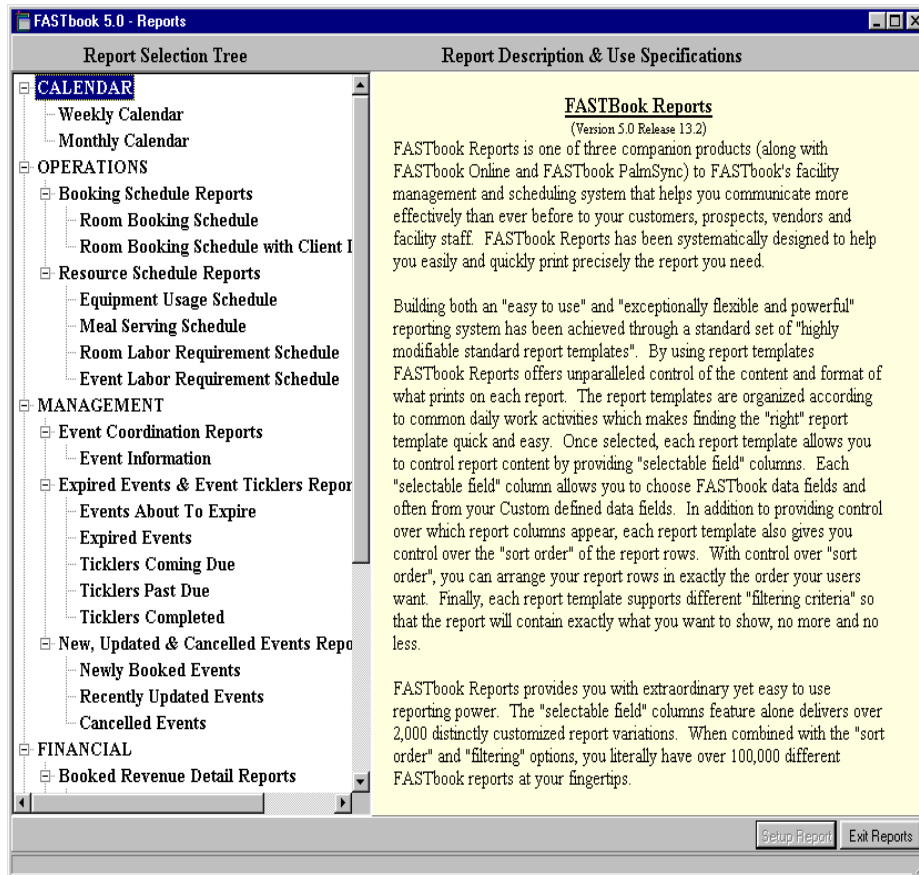 FASTbook 5.0 - Reports
Report Selection Tree
Report Description & Use Specifications
CALENDAR
Weekly Calendar
Monthly Calendar
OPERATIONS
Booking Schedule Reports
Room Booking Schedule
Room Booking Schedule with Client I
Resource Schedule Reports
Equipment Usage Schedule
Meal Serving Schedule
Room Labor Requirement Schedule
Event Labor Requirement Schedule
MANAGEMENT
Event Coordination Reports
Event Information
Expired Events & Event Ticklers Repor
Events About To Expire
Expired Events
Ticklers Coming Due
Ticklers Past Due
Ticklers Completed
New, Updated & Cancelled Events Repo
Newly Booked Events
Recently Updated Events
Cancelled Events
FINANCIAL
Booked Revenue Detail Reports
FASTBook Reports
(Version 5.0 Release 13.2)
FASTbook Reports is one of three companion products (along with
FASTbook Online and FASTbook PalmSync) to FASTbook's facility
management and scheduling system that helps you communicate more
effectively than ever before to your customers, prospects, vendors and
facility staff. FASTbook Reports has been systematically designed to help
you easily and quickly print precisely the report you need.
Building both an "easy to use" and "exceptionally flexible and powerful"
reporting system has been achieved through a standard set of "highly
modifiable standard report templates". By using report templates
FASTbook Reports offers unparalleled control of the content and format of
what prints on each report. The report templates are organized according
to common daily work activities which makes finding the "right" report
template quick and easy. Once selected, each report template allows you
to control report content by providing "selectable field" columns. Each
"selectable field" column allows you to choose FASTbook data fields and
often from your Custom defined data fields. In addition to providing control
over which report columns appear, each report template also gives you
control over the "sort order" of the report rows. With control over "sort
order", you can arrange your report rows in exactly the order your users
want. Finally, each report template supports different "filtering criteria" so
that the report will contain exactly what you want to show, no more and no
less.
FASTbook Reports provides you with extraordinary yet easy to use
reporting power. The "selectable field" columns feature alone delivers over
2,000 distinctly customized report variations. When combined with the "sort
order" and "filtering" options, you literally have over 100,000 different
FASTbook reports at your fingertips.
Setup Report
Exit Reports